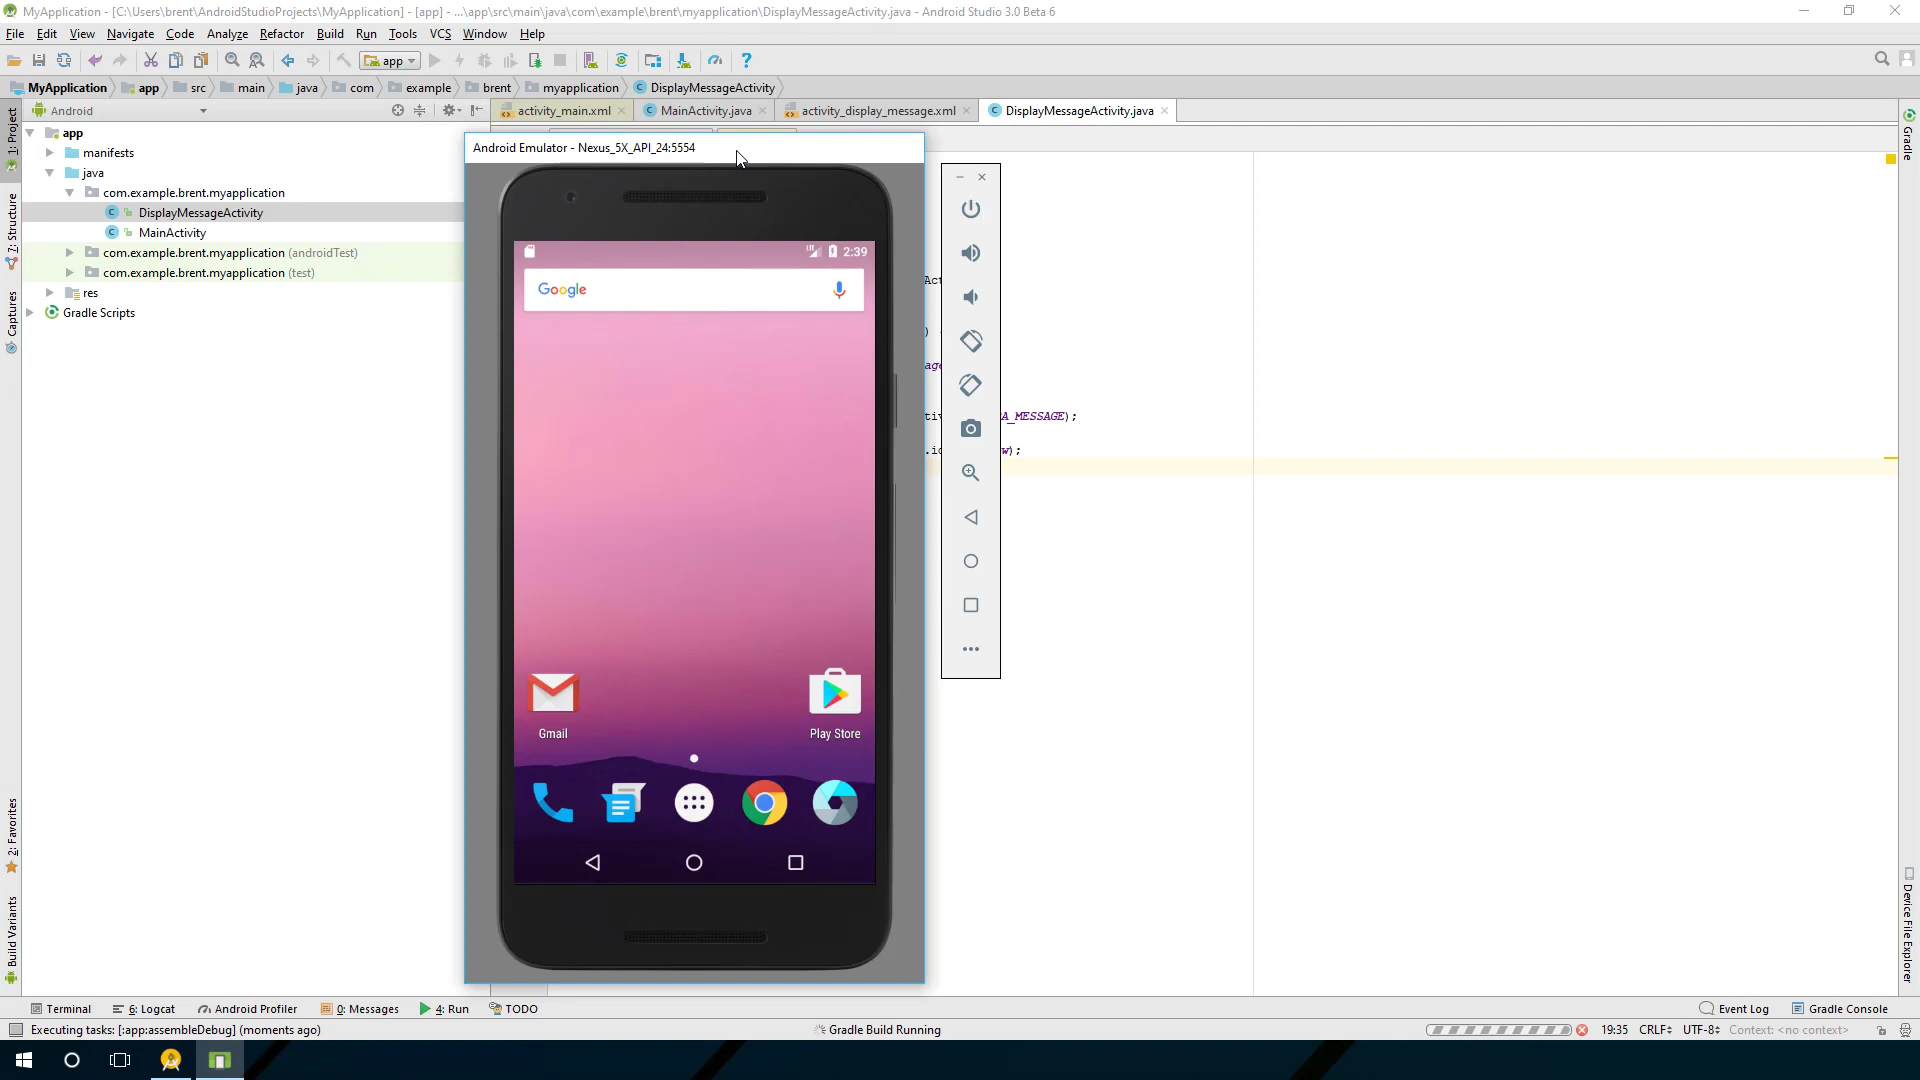 MyApplication - [C:\Users\brent\AndroidStudioProjects\MyApplication] - [app] - ...\app\src\main\java\com\example\brent\myapplication\DisplayMessageActivity.java - Android Studio 3.0 Beta 6
File Edit View Navigate Code Analyze Refactor Build Run Tools VCS Window Help
app
MyApplication app src main java com example brent myapplication DisplayMessageActivity
Android
activity_main.xml MainActivity.java activity_display_message.xml DisplayMessageActivity.java
1: Project
7: Structure
Captures
2: Favorites
Build Variants
app
manifests
java
com.example.brent.myapplication
DisplayMessageActivity
MainActivity
com.example.brent.myapplication (androidTest)
com.example.brent.myapplication (test)
res
Gradle Scripts
Android Emulator - Nexus_5X_API_24:5554
2:39
Google
Gmail
Play Store
A_MESSAGE);
);
Gradle
Device File Explorer
Terminal 6: Logcat Android Profiler 0: Messages 4: Run TODO Event Log Gradle Console
Executing tasks: [:app:assembleDebug] (moments ago) Gradle Build Running 19:35 CRLF UTF-8 Context: <no context>